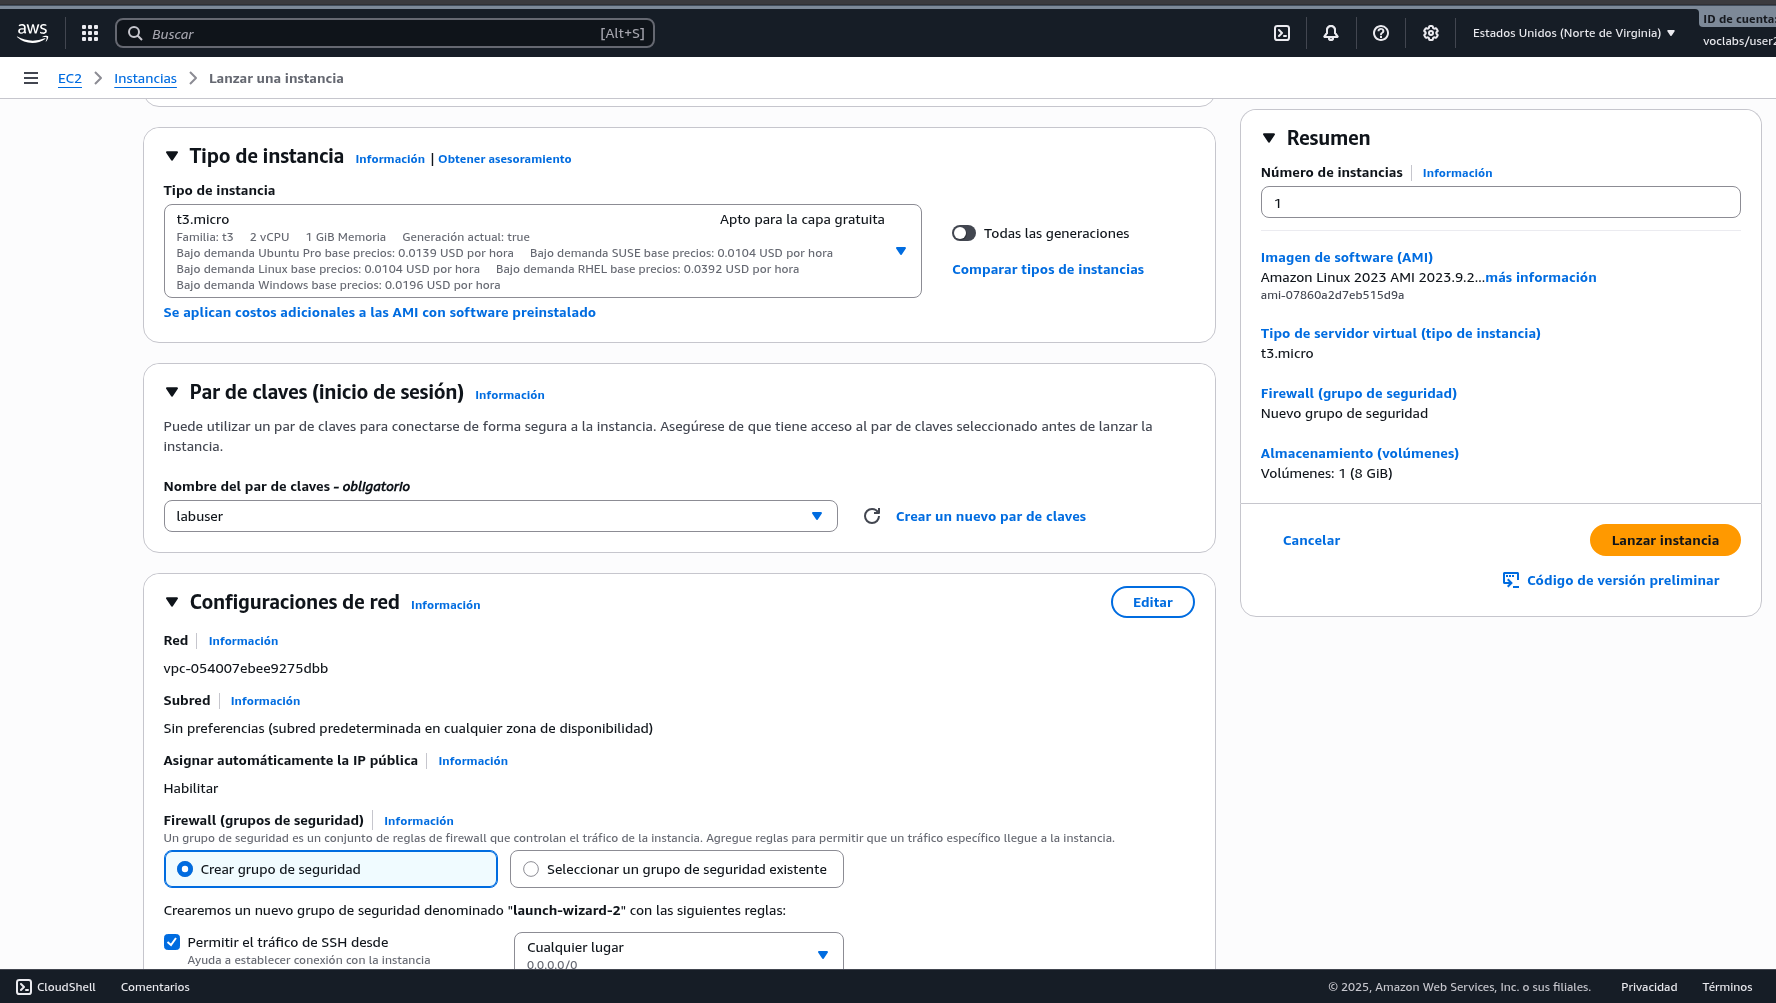 aws
Buscar [Alt+S]
Estados Unidos (Norte de Virginia)
ID de cuenta:
voclabs/user2
EC2 > Instancias > Lanzar una instancia
Tipo de instancia Información | Obtener asesoramiento
Tipo de instancia
t3.micro Apto para la capa gratuita
Familia: t3 2 vCPU 1 GiB Memoria Generación actual: true
Bajo demanda Ubuntu Pro base precios: 0.0139 USD por hora Bajo demanda SUSE base precios: 0.0104 USD por hora
Bajo demanda Linux base precios: 0.0104 USD por hora Bajo demanda RHEL base precios: 0.0392 USD por hora
Bajo demanda Windows base precios: 0.0196 USD por hora
Todas las generaciones
Comparar tipos de instancias
Se aplican costos adicionales a las AMI con software preinstalado
Par de claves (inicio de sesión) Información
Puede utilizar un par de claves para conectarse de forma segura a la instancia. Asegúrese de que tiene acceso al par de claves seleccionado antes de lanzar la
instancia.
Nombre del par de claves - obligatorio
labuser
Crear un nuevo par de claves
Configuraciones de red Información
Editar
Red Información
vpc-054007ebee9275dbb
Subred Información
Sin preferencias (subred predeterminada en cualquier zona de disponibilidad)
Asignar automáticamente la IP pública Información
Habilitar
Firewall (grupos de seguridad) Información
Un grupo de seguridad es un conjunto de reglas de firewall que controlan el tráfico de la instancia. Agregue reglas para permitir que un tráfico específico llegue a la instancia.
Crear grupo de seguridad
Seleccionar un grupo de seguridad existente
Crearemos un nuevo grupo de seguridad denominado "launch-wizard-2" con las siguientes reglas:
Permitir el tráfico de SSH desde
Ayuda a establecer conexión con la instancia
Cualquier lugar
0.0.0.0/0
Resumen
Número de instancias Información
1
Imagen de software (AMI)
Amazon Linux 2023 AMI 2023.9.2...más información
ami-07860a2d7eb515d9a
Tipo de servidor virtual (tipo de instancia)
t3.micro
Firewall (grupo de seguridad)
Nuevo grupo de seguridad
Almacenamiento (volúmenes)
Volúmenes: 1 (8 GiB)
Cancelar
Lanzar instancia
Código de versión preliminar
CloudShell Comentarios
© 2025, Amazon Web Services, Inc. o sus filiales. Privacidad Términos